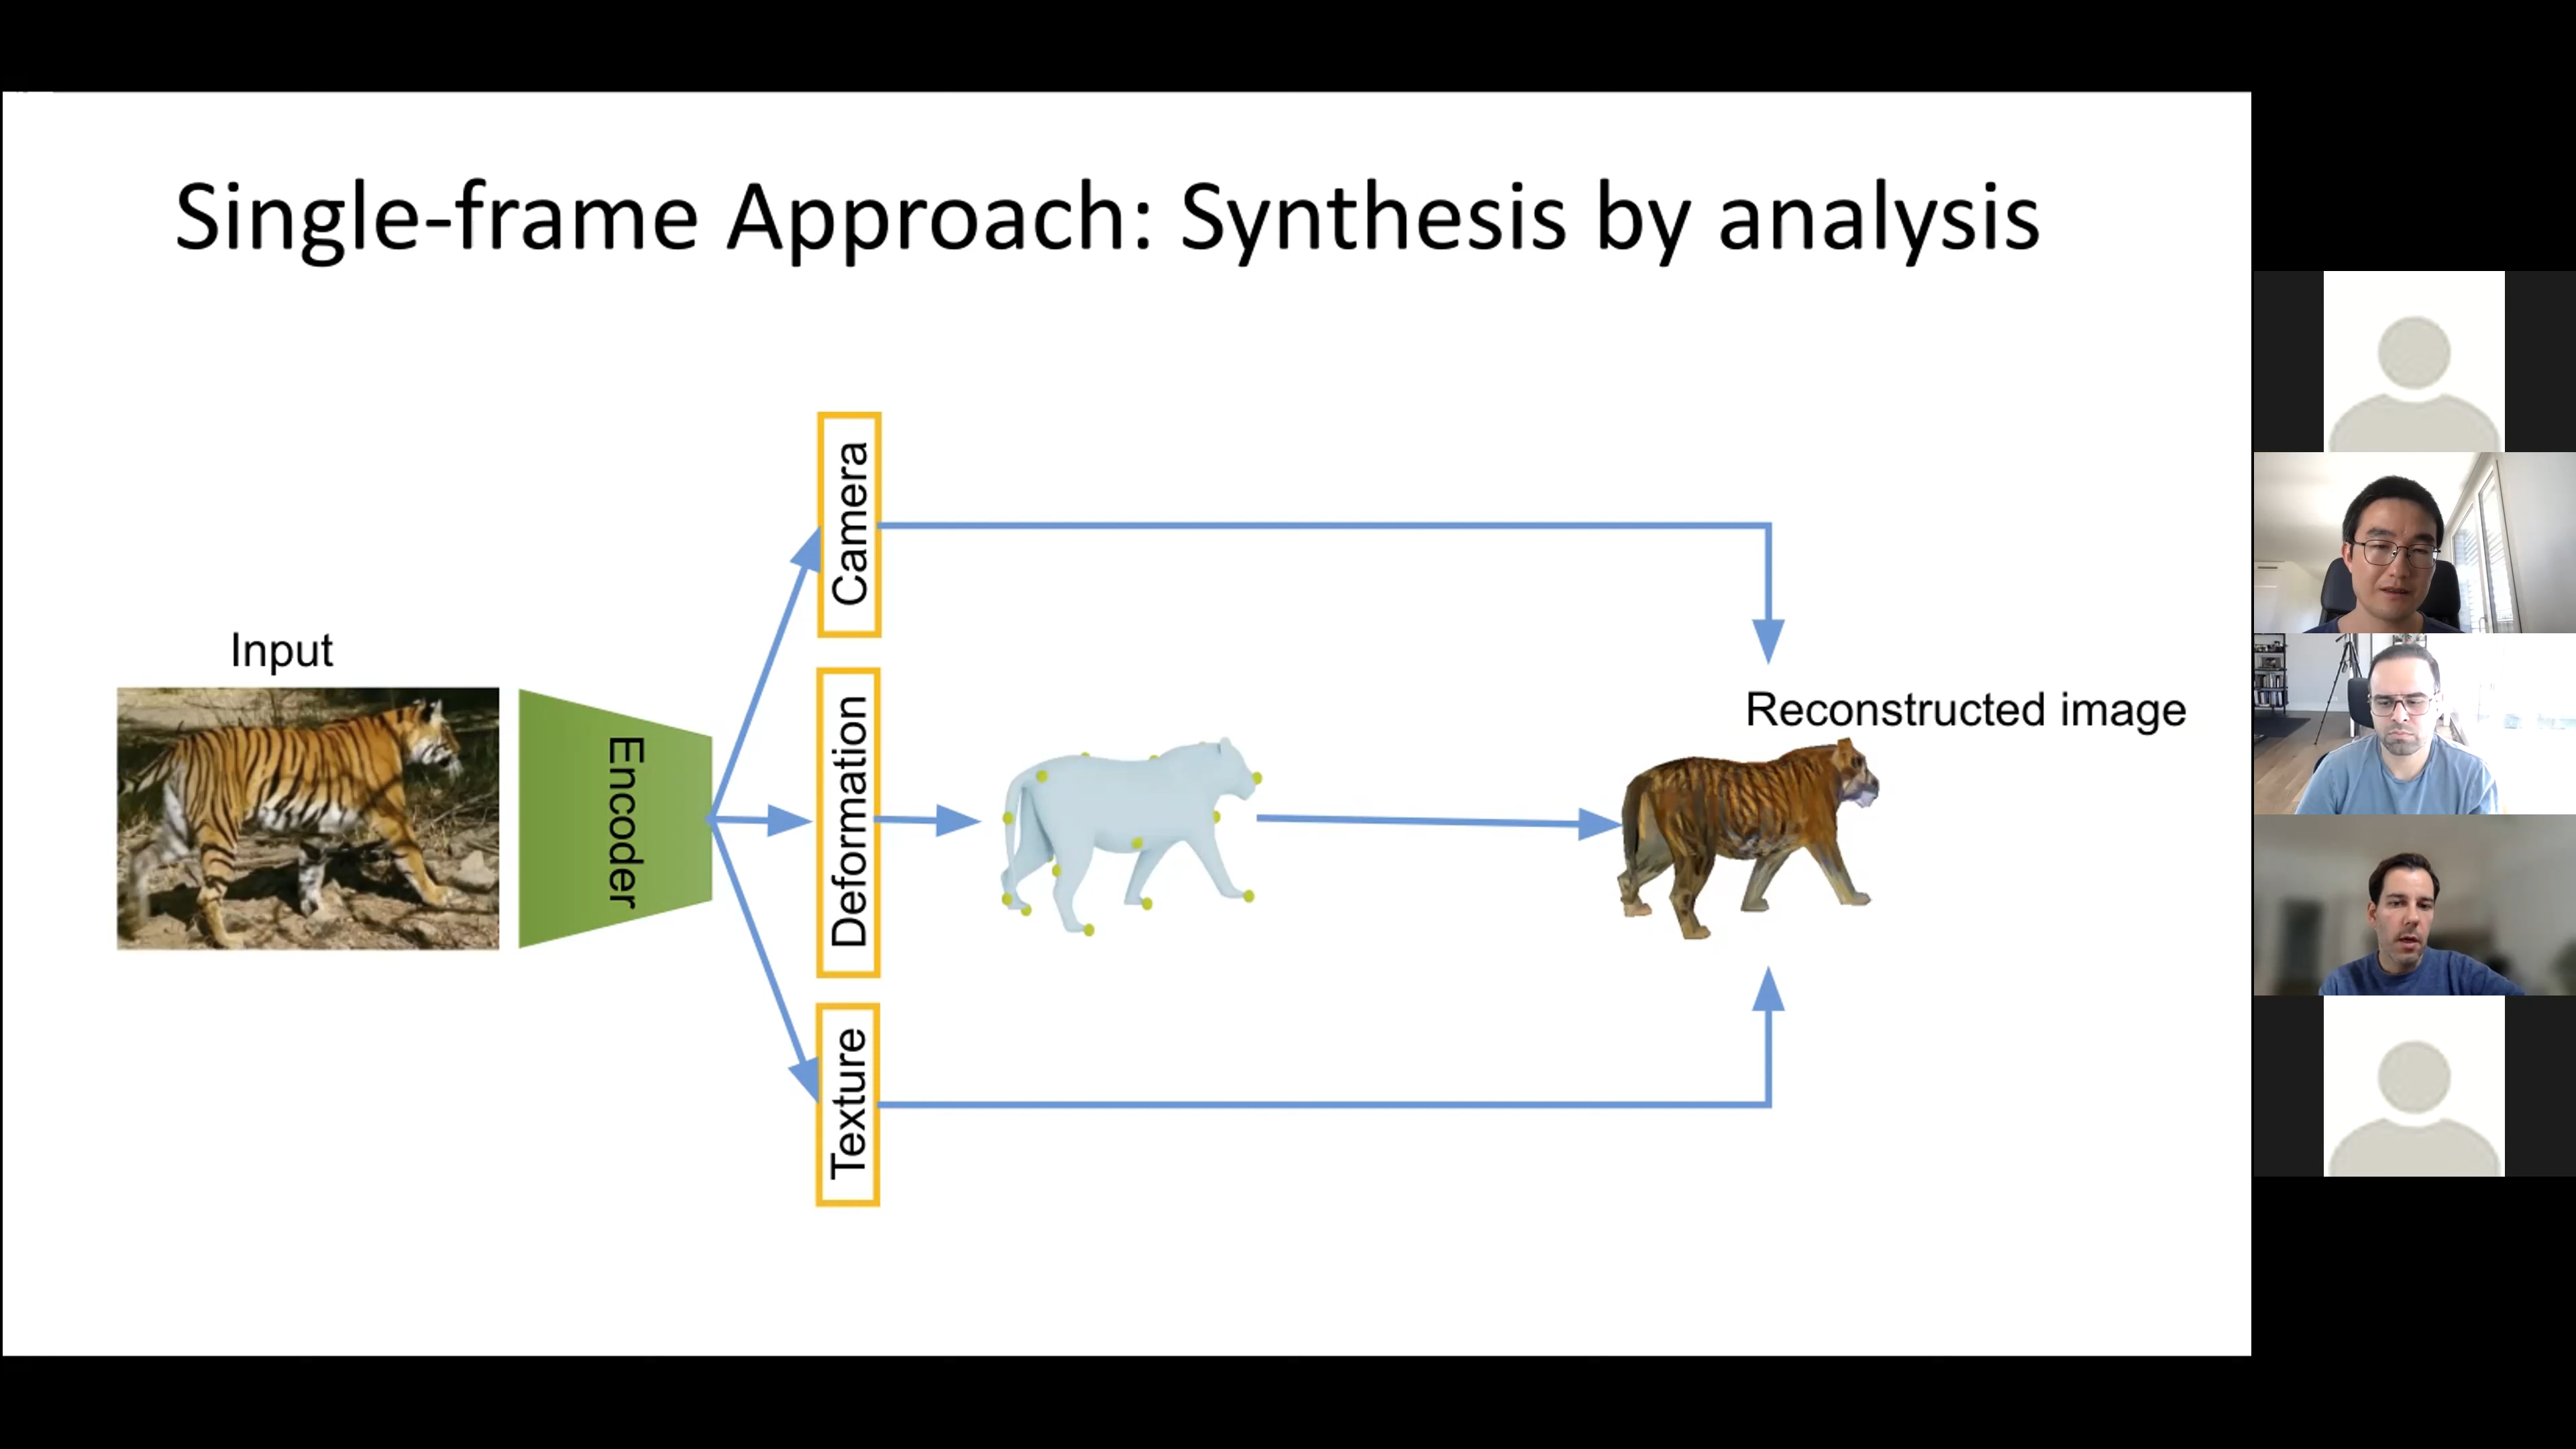 Single-frame Approach: Synthesis by analysis
Camera
Input
Encoder
Deformation
Reconstructed image
Texture